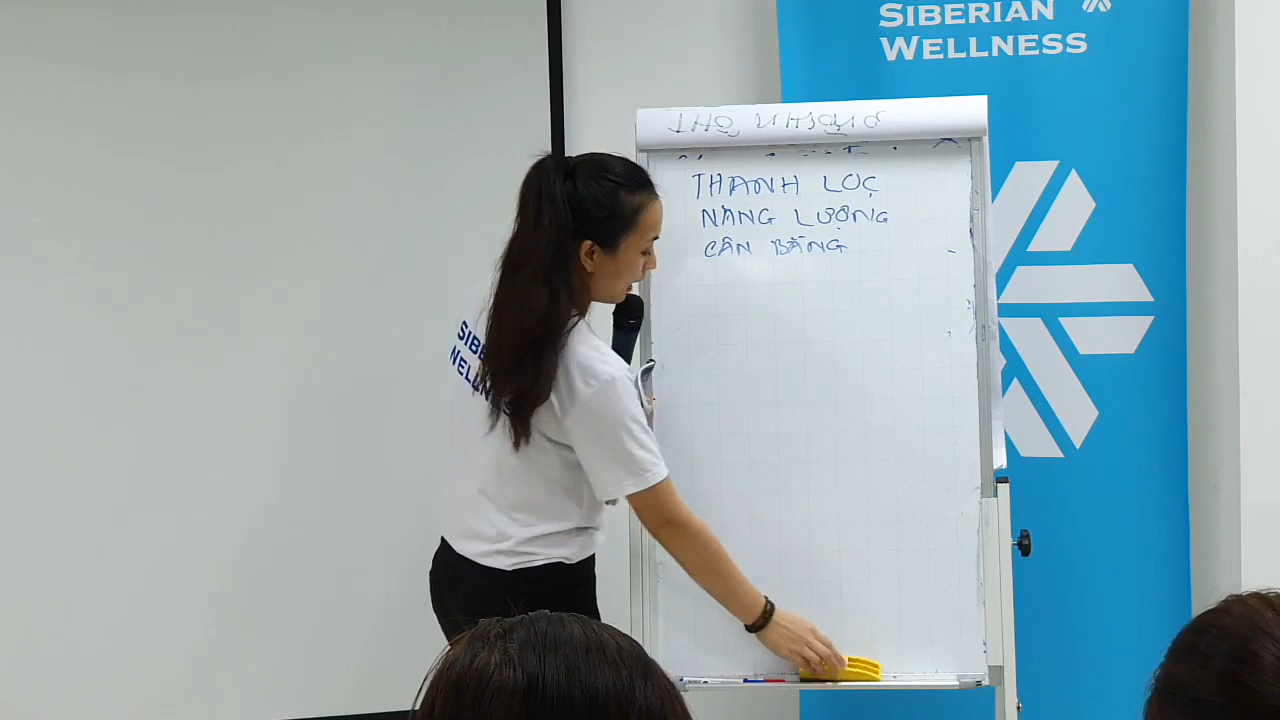 SIBERIAN
WELLNESS
THANH LỌC
NĂNG LƯỢNG
CÂN BẰNG